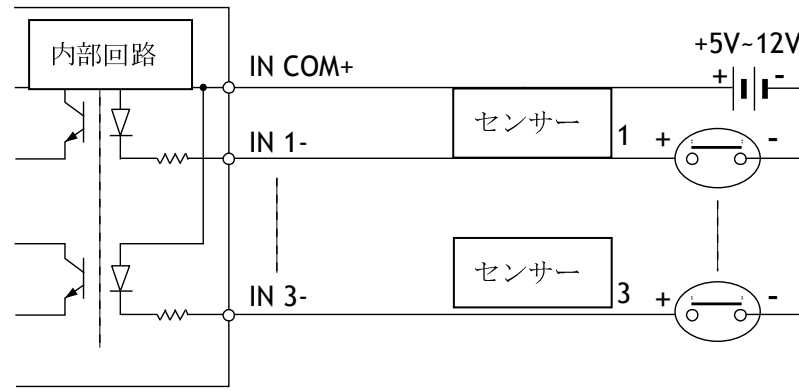 内部回路
+5V~12V
IN COM+
+ -
センサー 1
IN 1-
+ -
センサー 3
IN 3-
+ -